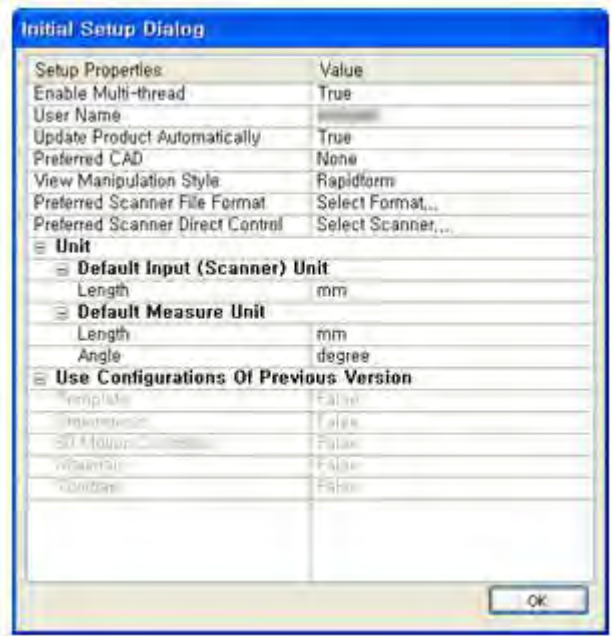 Initial Setup Dialog
Setup Properties Value
Enable Multi-thread True
User Name
Update Product Automatically True
Preferred CAD None
View Manipulation Style Rapidform
Preferred Scanner File Format Select Format...
Preferred Scanner Direct Control Select Scanner...
Unit
Default Input (Scanner) Unit
Length mm
Default Measure Unit
Length mm
Angle degree
Use Configurations Of Previous Version
Template False
False
False
False
False
OK